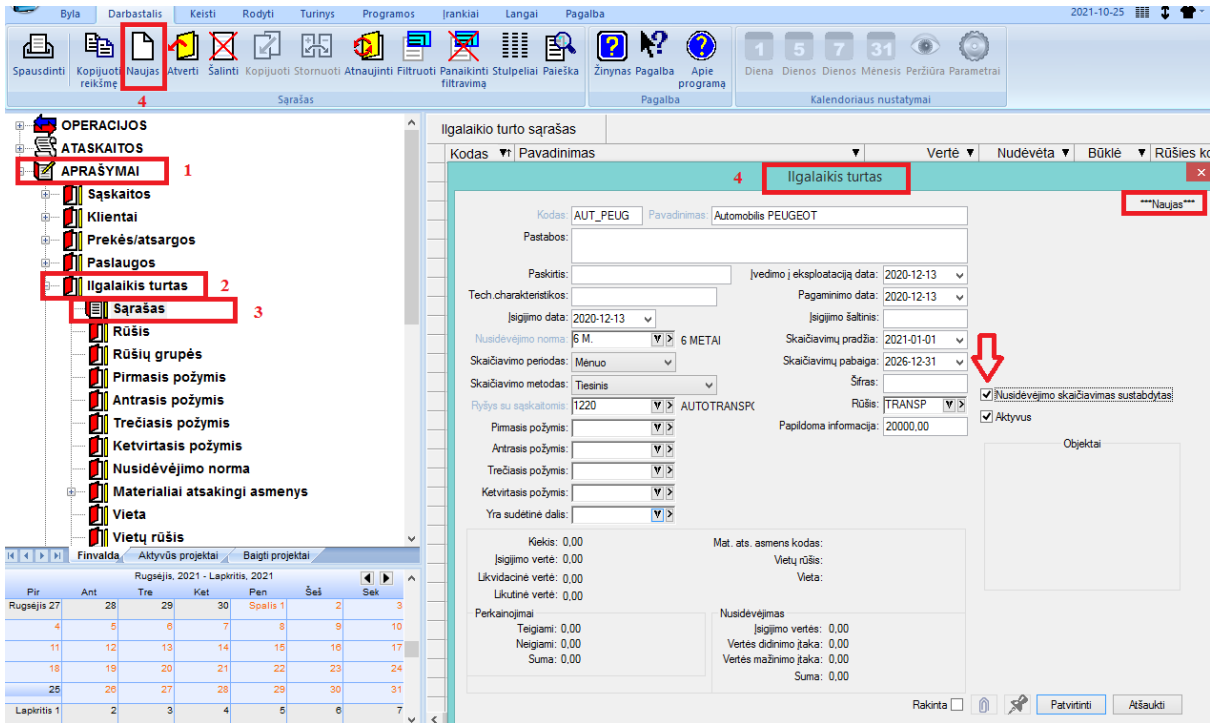 Byla Darbastalis Keisti Rodyti Turinys Programos Įrankiai Langai Pagalba 2021-10-25
Spausdinti Kopijuoti reikšmę Naujas Atverti Šalinti Kopijuoti Stornuoti Atnaujinti Filtruoti Panaikinti filtravimą Stulpeliai Paieška Žinynas Pagalba Apie programą Diena Dienos Dienos Mėnesis Peržiūra Parametrai
1 5 7 31
4 Sąrašas Pagalba Kalendoriaus nustatymai
OPERACIJOS
ATASKAITOS
APRAŠYMAI 1
Sąskaitos
Klientai
Prekės/atsargos
Paslaugos
Ilgalaikis turtas 2
Sąrašas 3
Rūšis
Rūšių grupės
Pirmasis požymis
Antrasis požymis
Trečiasis požymis
Ketvirtasis požymis
Nusidėvėjimo norma
Materialiai atsakingi asmenys
Vieta
Vietų rūšis
Finvalda Aktyvūs projektai Baigti projektai
Rugsėjis, 2021 - Lapkritis, 2021
Pir Ant Tre Ket Pen Šeš Sek
Rugsėjis 27 28 29 30 Spalis 1 2 3
4 5 6 7 8 9 10
11 12 13 14 15 16 17
18 19 20 21 22 23 24
25 26 27 28 29 30 31
Lapkritis 1 2 3 4 5 6 7
Ilgalaikio turto sąrašas
Kodas Pavadinimas Vertė Nudėvėta Būklė Rūšies ko
4 Ilgalaikis turtas
***Naujas***
Kodas: AUT_PEUG Pavadinimas: Automobilis PEUGEOT
Pastabos:
Paskirtis: Įvedimo į eksploataciją data: 2020-12-13
Tech.charakteristikos: Pagaminimo data: 2020-12-13
Įsigijimo data: 2020-12-13 Įsigijimo šaltinis:
Nusidėvėjimo norma: 6 M. 6 METAI Skaičiavimų pradžia: 2021-01-01
Skaičiavimo periodas: Mėnuo Skaičiavimų pabaiga: 2026-12-31
Skaičiavimo metodas: Tiesinis Šifras:
Nusidėvėjimo skaičiavimas sustabdytas
Ryšys su sąskaitomis: 1220 AUTOTRANSPO Rūšis: TRANSP
Aktyvus
Pirmasis požymis: Papildoma informacija: 20000,00
Antrasis požymis: Objektai
Trečiasis požymis:
Ketvirtasis požymis:
Yra sudėtinė dalis:
Kiekis: 0,00 Mat. ats. asmens kodas:
Įsigijimo vertė: 0,00 Vietų rūšis:
Likvidacinė vertė: 0,00 Vieta:
Likutinė vertė: 0,00
Perkainojimai Nusidėvėjimas
Teigiami: 0,00 Įsigijimo vertės: 0,00
Neigiami: 0,00 Vertės didinimo įtaka: 0,00
Suma: 0,00 Vertės mažinimo įtaka: 0,00
Suma: 0,00
Rakinta Patvirtinti Atšaukti